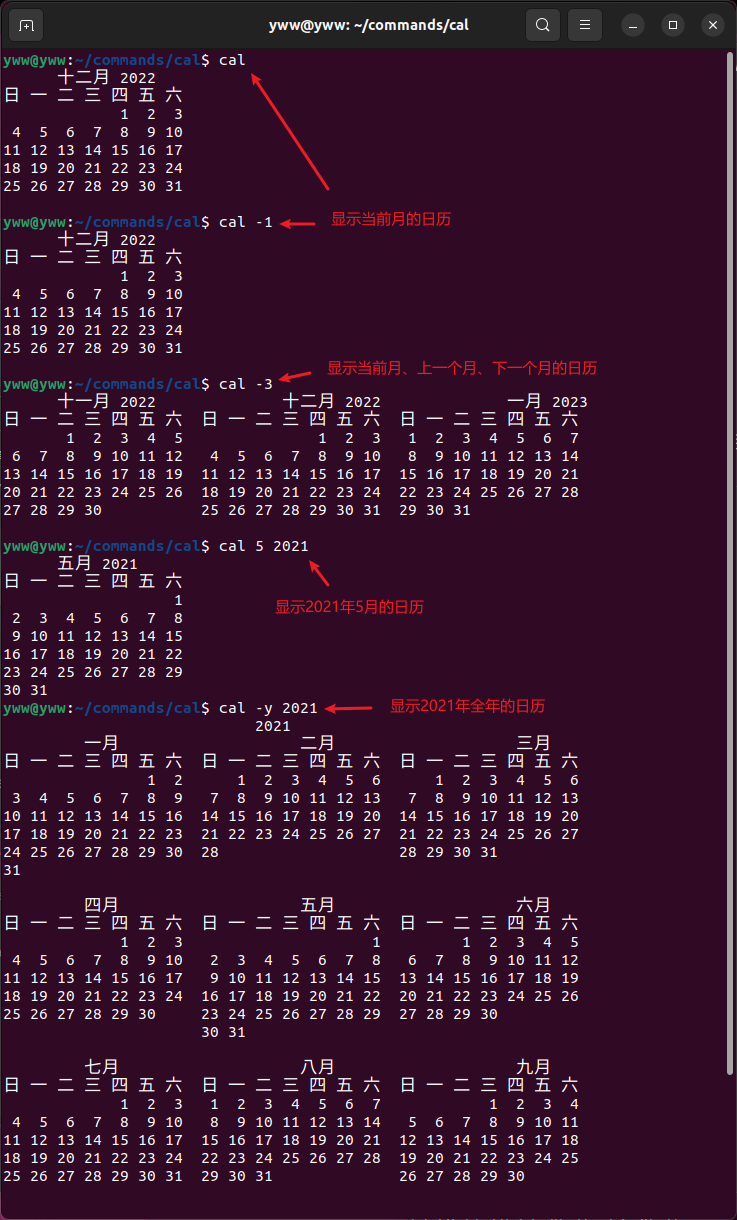 yww@yww: ~/commands/cal
yww@yww:~/commands/cal$ cal
十二月 2022
日 一 二 三 四 五 六
1 2 3
4 5 6 7 8 9 10
11 12 13 14 15 16 17
18 19 20 21 22 23 24
25 26 27 28 29 30 31
显示当前月的日历
yww@yww:~/commands/cal$ cal -1
十二月 2022
日 一 二 三 四 五 六
1 2 3
4 5 6 7 8 9 10
11 12 13 14 15 16 17
18 19 20 21 22 23 24
25 26 27 28 29 30 31
显示当前月、上一个月、下一个月的日历
yww@yww:~/commands/cal$ cal -3
十一月 2022 十二月 2022 一月 2023
日 一 二 三 四 五 六 日 一 二 三 四 五 六 日 一 二 三 四 五 六
1 2 3 4 5 1 2 3 1 2 3 4 5 6 7
6 7 8 9 10 11 12 4 5 6 7 8 9 10 8 9 10 11 12 13 14
13 14 15 16 17 18 19 11 12 13 14 15 16 17 15 16 17 18 19 20 21
20 21 22 23 24 25 26 18 19 20 21 22 23 24 22 23 24 25 26 27 28
27 28 29 30 25 26 27 28 29 30 31 29 30 31
yww@yww:~/commands/cal$ cal 5 2021
五月 2021
日 一 二 三 四 五 六
1
2 3 4 5 6 7 8
9 10 11 12 13 14 15
16 17 18 19 20 21 22
23 24 25 26 27 28 29
30 31
显示2021年5月的日历
yww@yww:~/commands/cal$ cal -y 2021
显示2021年全年的日历
2021
一月 二月 三月
日 一 二 三 四 五 六 日 一 二 三 四 五 六 日 一 二 三 四 五 六
1 2 1 2 3 4 5 6 1 2 3 4 5 6
3 4 5 6 7 8 9 7 8 9 10 11 12 13 7 8 9 10 11 12 13
10 11 12 13 14 15 16 14 15 16 17 18 19 20 14 15 16 17 18 19 20
17 18 19 20 21 22 23 21 22 23 24 25 26 27 21 22 23 24 25 26 27
24 25 26 27 28 29 30 28 28 29 30 31
31
四月 五月 六月
日 一 二 三 四 五 六 日 一 二 三 四 五 六 日 一 二 三 四 五 六
1 2 3 1 1 2 3 4 5
4 5 6 7 8 9 10 2 3 4 5 6 7 8 6 7 8 9 10 11 12
11 12 13 14 15 16 17 9 10 11 12 13 14 15 13 14 15 16 17 18 19
18 19 20 21 22 23 24 16 17 18 19 20 21 22 20 21 22 23 24 25 26
25 26 27 28 29 30 23 24 25 26 27 28 29 27 28 29 30
30 31
七月 八月 九月
日 一 二 三 四 五 六 日 一 二 三 四 五 六 日 一 二 三 四 五 六
1 2 3 1 2 3 4 5 6 7 1 2 3 4
4 5 6 7 8 9 10 8 9 10 11 12 13 14 5 6 7 8 9 10 11
11 12 13 14 15 16 17 15 16 17 18 19 20 21 12 13 14 15 16 17 18
18 19 20 21 22 23 24 22 23 24 25 26 27 28 19 20 21 22 23 24 25
25 26 27 28 29 30 31 29 30 31 26 27 28 29 30